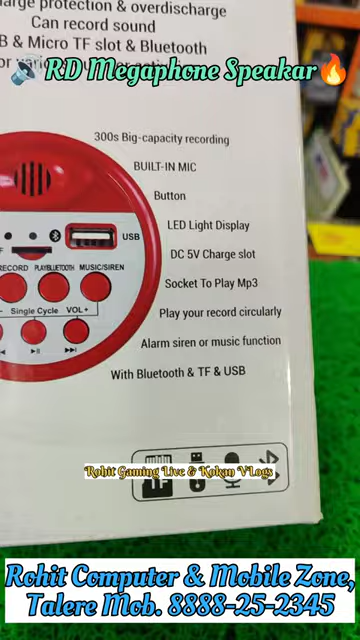 arge protection & overdischarge
Can record sound
B & Micro TF slot & Bluetooth
🔊 RD Megaphone Speakar🔥
300s Big-capacity recording
BUILT-IN MIC
Button
LED Light Display
USB
DC 5V Charge slot
RECORD PLAY/BLUETOOTH MUSIC/SIREN
Socket To Play Mp3
Single Cycle VOL+
Play your record circularly
Alarm siren or music function
With Bluetooth & TF & USB
Rohit Gaming Live & Kokan VLogs
TF
Rohit Computer & Mobile Zone,
Talere Mob. 8888-25-2345